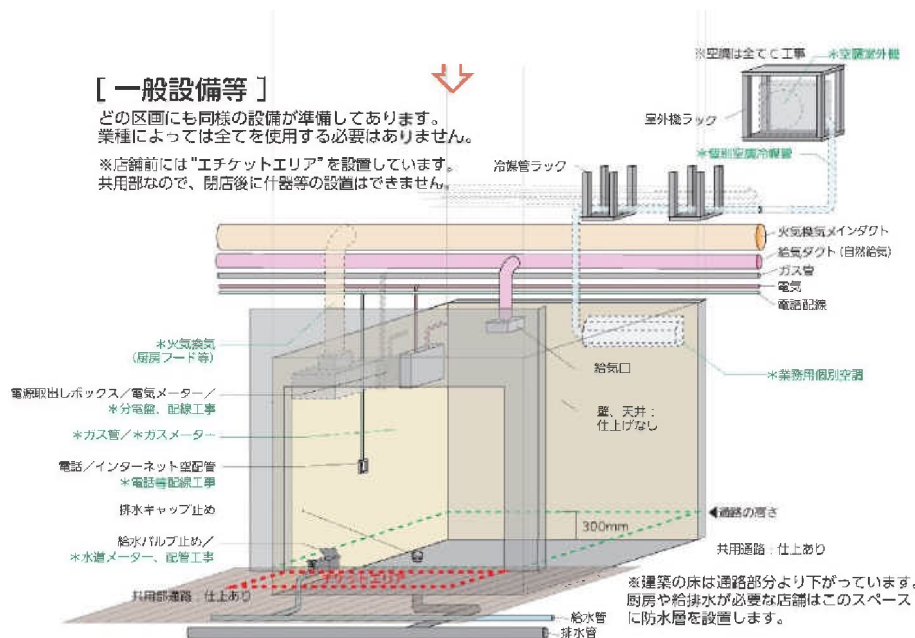 ※空調は全てC工事
＊空調室外機
[ 一般設備等 ]
どの区画にも同様の設備が準備してあります。
業種によっては全てを使用する必要はありません。
※店舗前には"エチケットエリア"を設置しています。
共用部なので、閉店後に什器等の設置はできません。
室外機ラック
＊個別空調冷媒管
冷媒管ラック
火気換気メインダクト
給気ダクト(自然給気)
ガス管
電気
電話配線
＊火気換気
(厨房フード等)
給気口
＊業務用個別空調
電源取出しボックス／電気メーター／
＊分電盤、配線工事
壁、天井：
仕上げなし
＊ガス管／＊ガスメーター
電話／インターネット空配管
＊電話等配線工事
排水キャップ止め
300mm
◀通路の高さ
給水バルブ止め／
＊水道メーター、配管工事
共用通路：仕上あり
エチケットエリア
共用部通路：仕上あり
※建築の床は通路部分より下がっています。
厨房や給排水が必要な店舗はこのスペース
に防水層を設置します。
給水管
排水管